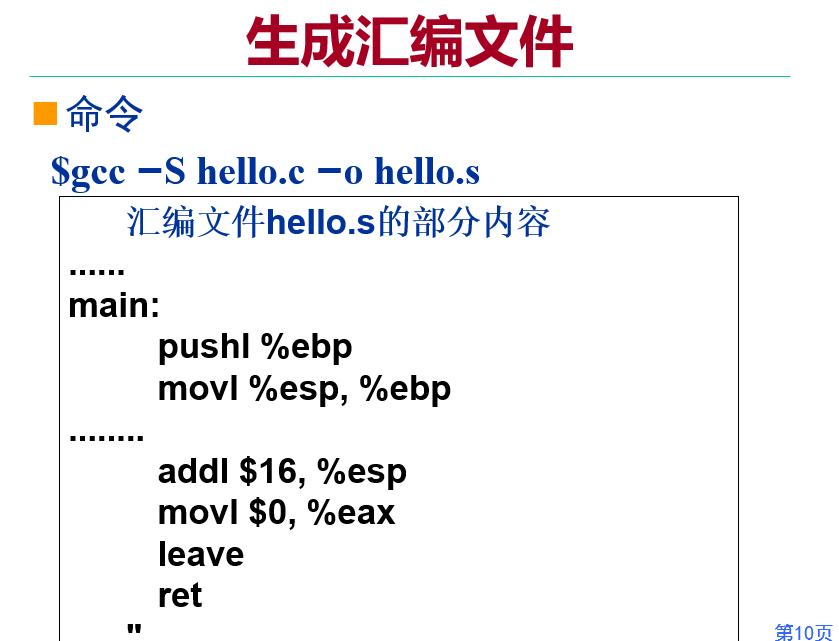 生成汇编文件
命令
$gcc –S hello.c –o hello.s
汇编文件hello.s的部分内容
......
main:
pushl %ebp
movl %esp, %ebp
........
addl $16, %esp
movl $0, %eax
leave
ret
"
第10页